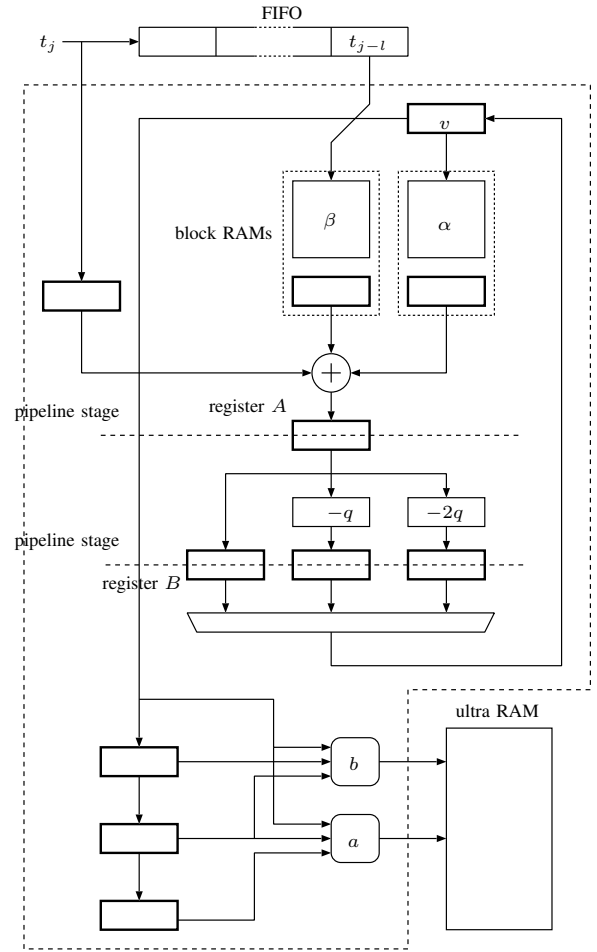 FIFO
t_j
t_{j−l}
v
β
α
block RAMs
+
register A
pipeline stage
−q
−2q
pipeline stage
register B
ultra RAM
b
a